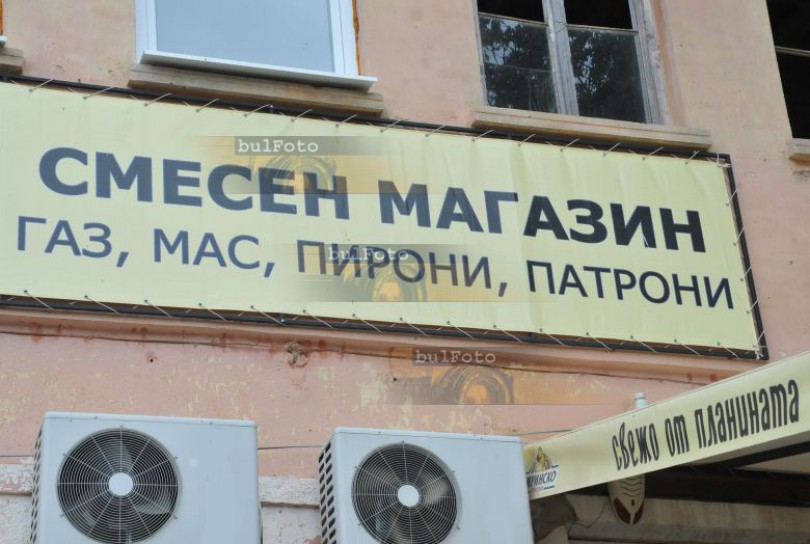 bulFoto
СМЕСЕН МАГАЗИН
ГАЗ, МАС, ПИРОНИ, ПАТРОНИ
bulFoto
bulFoto
свежо от планината